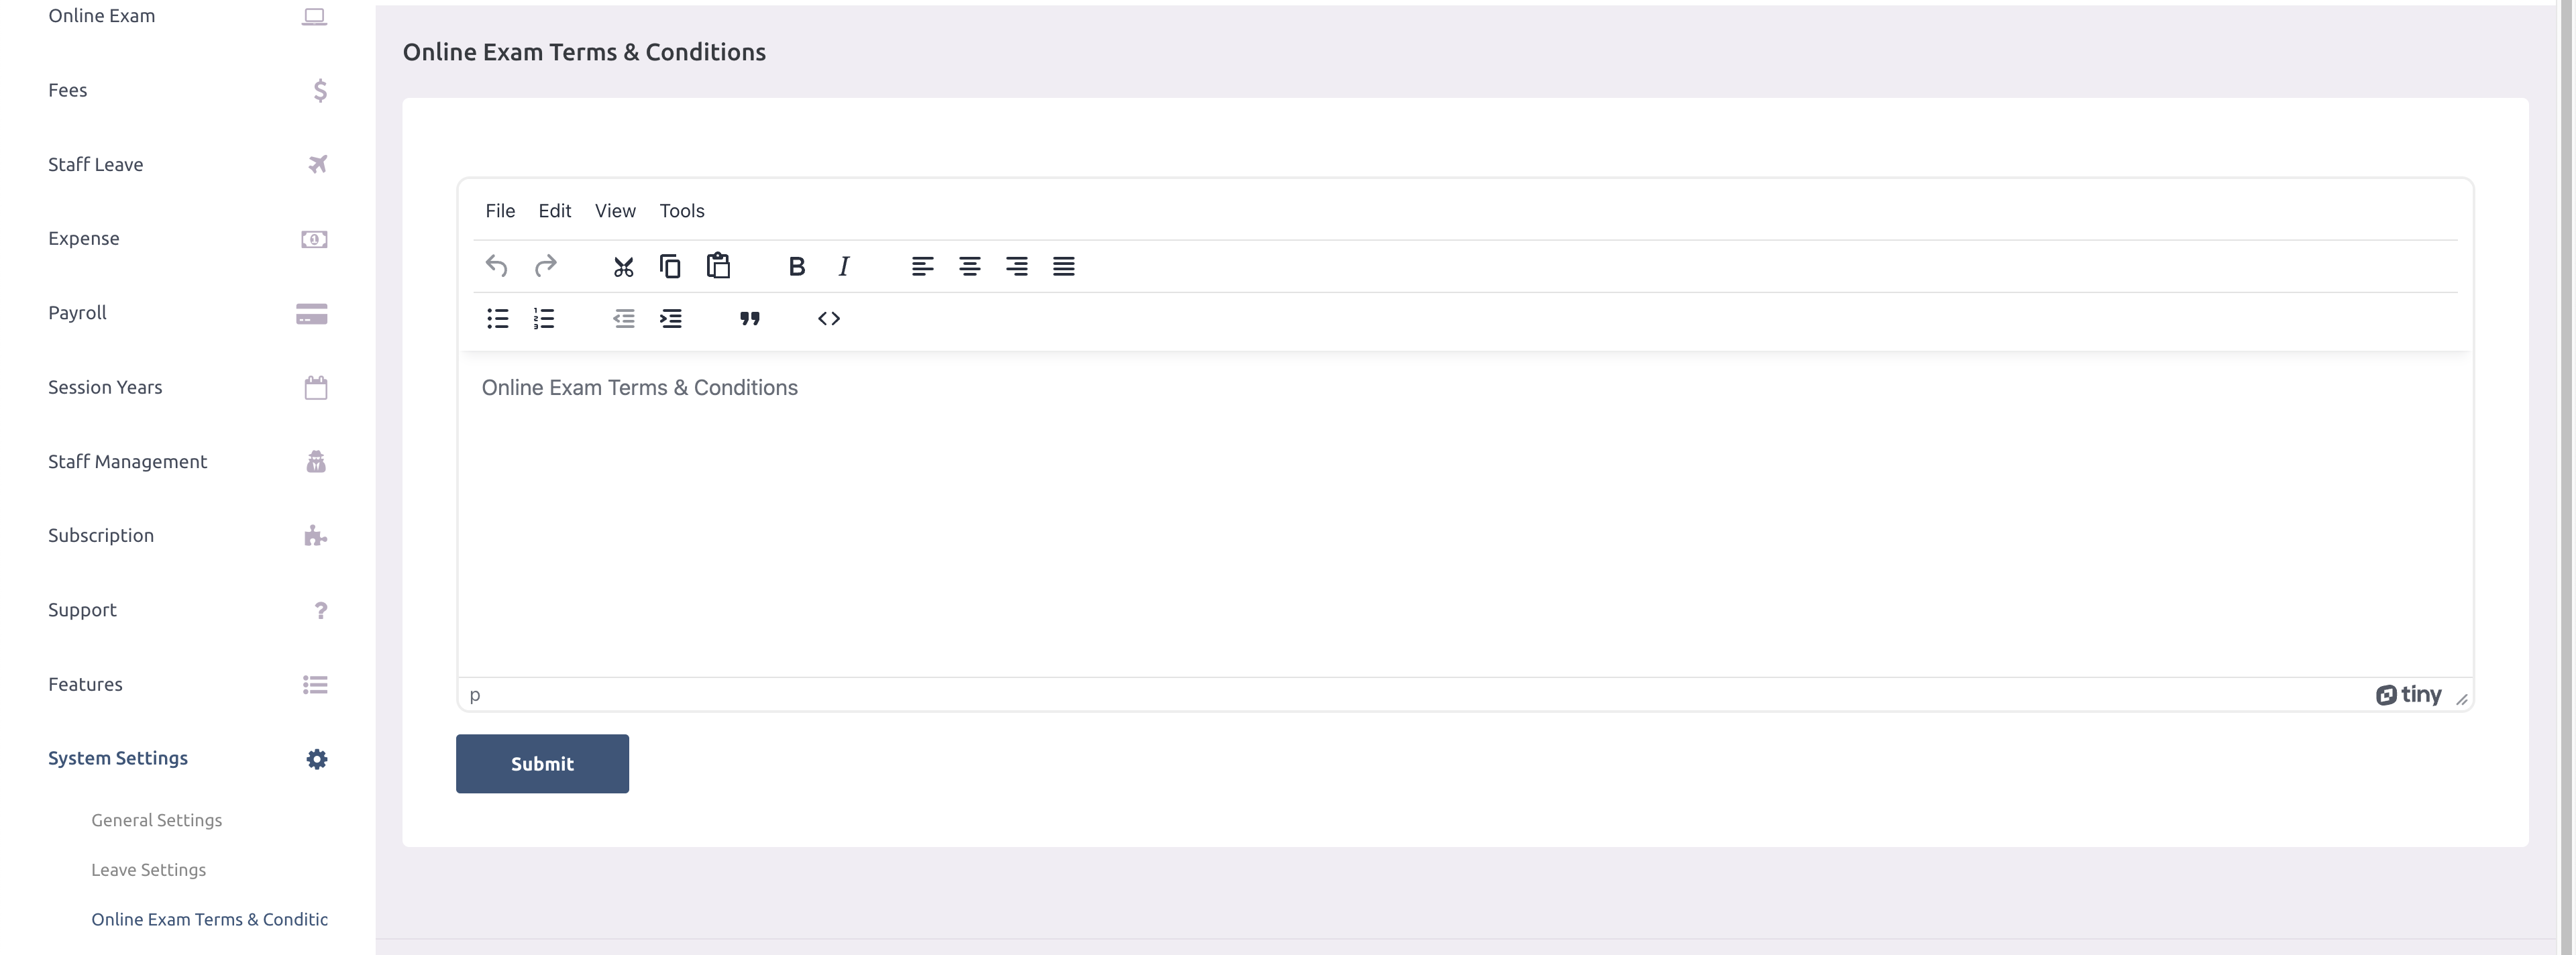 Online Exam
Fees
Staff Leave
Expense
Payroll
Session Years
Staff Management
Subscription
Support
Features
System Settings
General Settings
Leave Settings
Online Exam Terms & Conditic
Online Exam Terms & Conditions
File Edit View Tools
Online Exam Terms & Conditions
p
tiny
Submit